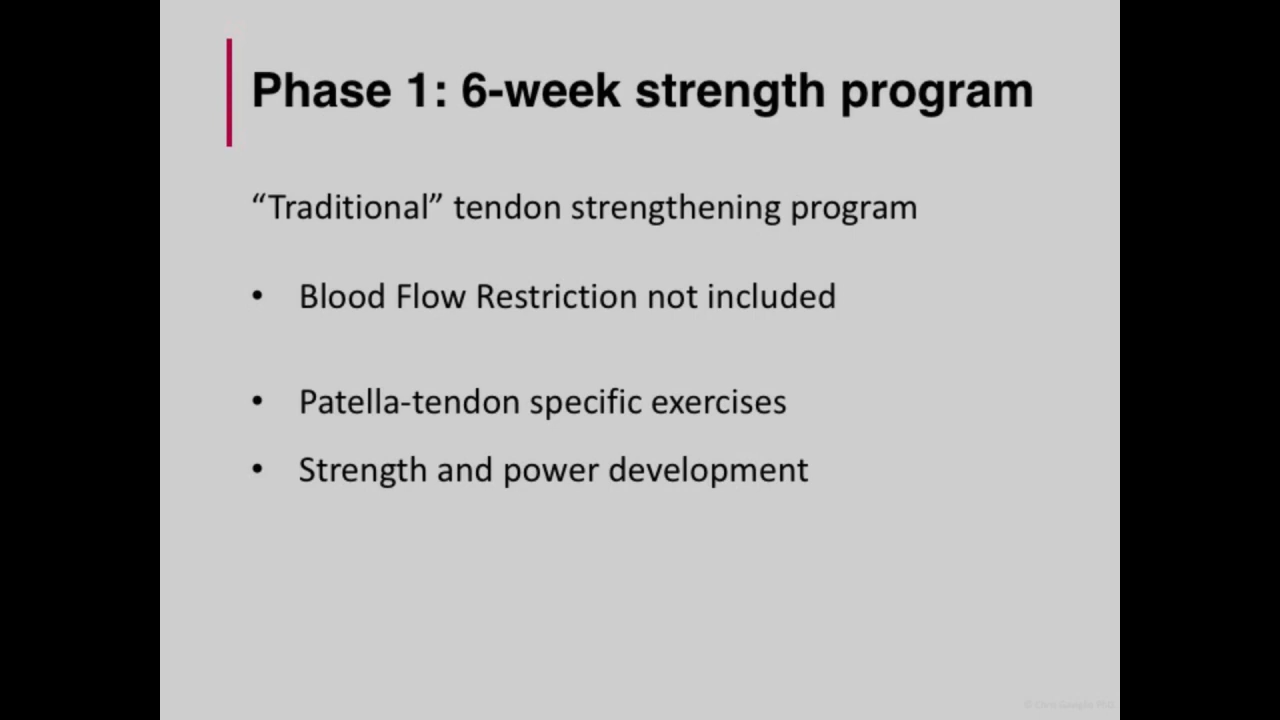 Phase 1: 6-week strength program
“Traditional” tendon strengthening program
• Blood Flow Restriction not included
• Patella-tendon specific exercises
• Strength and power development